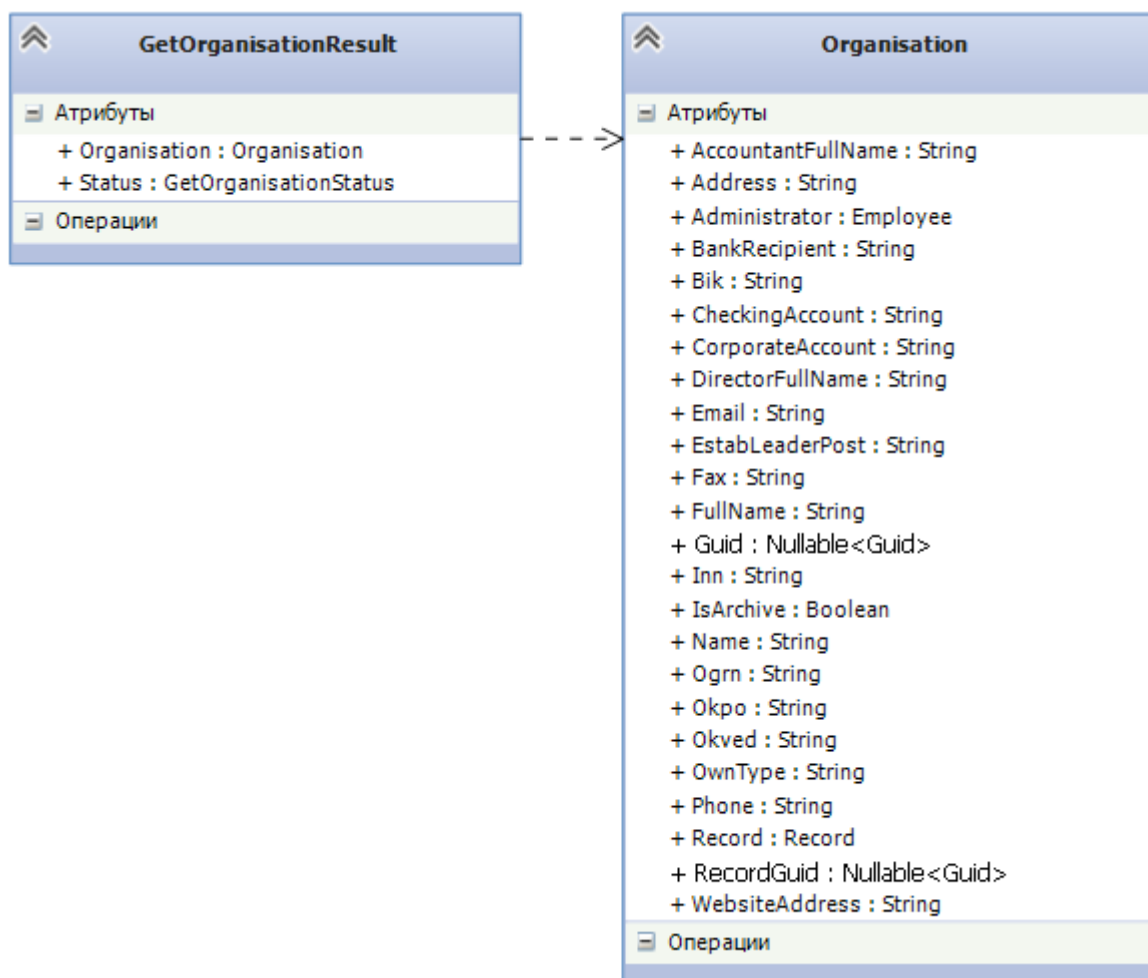 GetOrganisationResult
Атрибуты
+ Organisation : Organisation
+ Status : GetOrganisationStatus
Операции
Organisation
Атрибуты
+ AccountantFullName : String
+ Address : String
+ Administrator : Employee
+ BankRecipient : String
+ Bik : String
+ CheckingAccount : String
+ CorporateAccount : String
+ DirectorFullName : String
+ Email : String
+ EstabLeaderPost : String
+ Fax : String
+ FullName : String
+ Guid : Nullable<Guid>
+ Inn : String
+ IsArchive : Boolean
+ Name : String
+ Ogrn : String
+ Okpo : String
+ Okved : String
+ OwnType : String
+ Phone : String
+ Record : Record
+ RecordGuid : Nullable<Guid>
+ WebsiteAddress : String
Операции